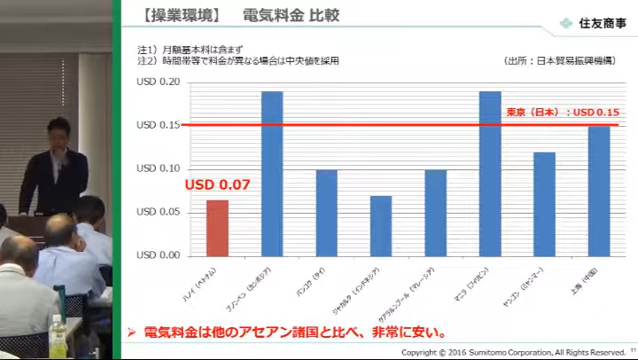 【操業環境】 電気料金 比較
住友商事
注1）月額基本料は含まず
注2）時間帯等で料金が異なる場合は中央値を採用
（出所：日本貿易振興機構）
USD 0.20
USD 0.15
USD 0.10
USD 0.05
USD 0.00
東京（日本）：USD 0.15
USD 0.07
ハノイ（ベトナム）
プノンペン（カンボジア）
バンコク（タイ）
ジャカルタ（インドネシア）
クアラルンプール（マレーシア）
マニラ（フィリピン）
ヤンゴン（ミャンマー）
上海（中国）
➢ 電気料金は他のアセアン諸国と比べ、非常に安い。
Copyright © 2016 Sumitomo Corporation, All Rights Reserved.